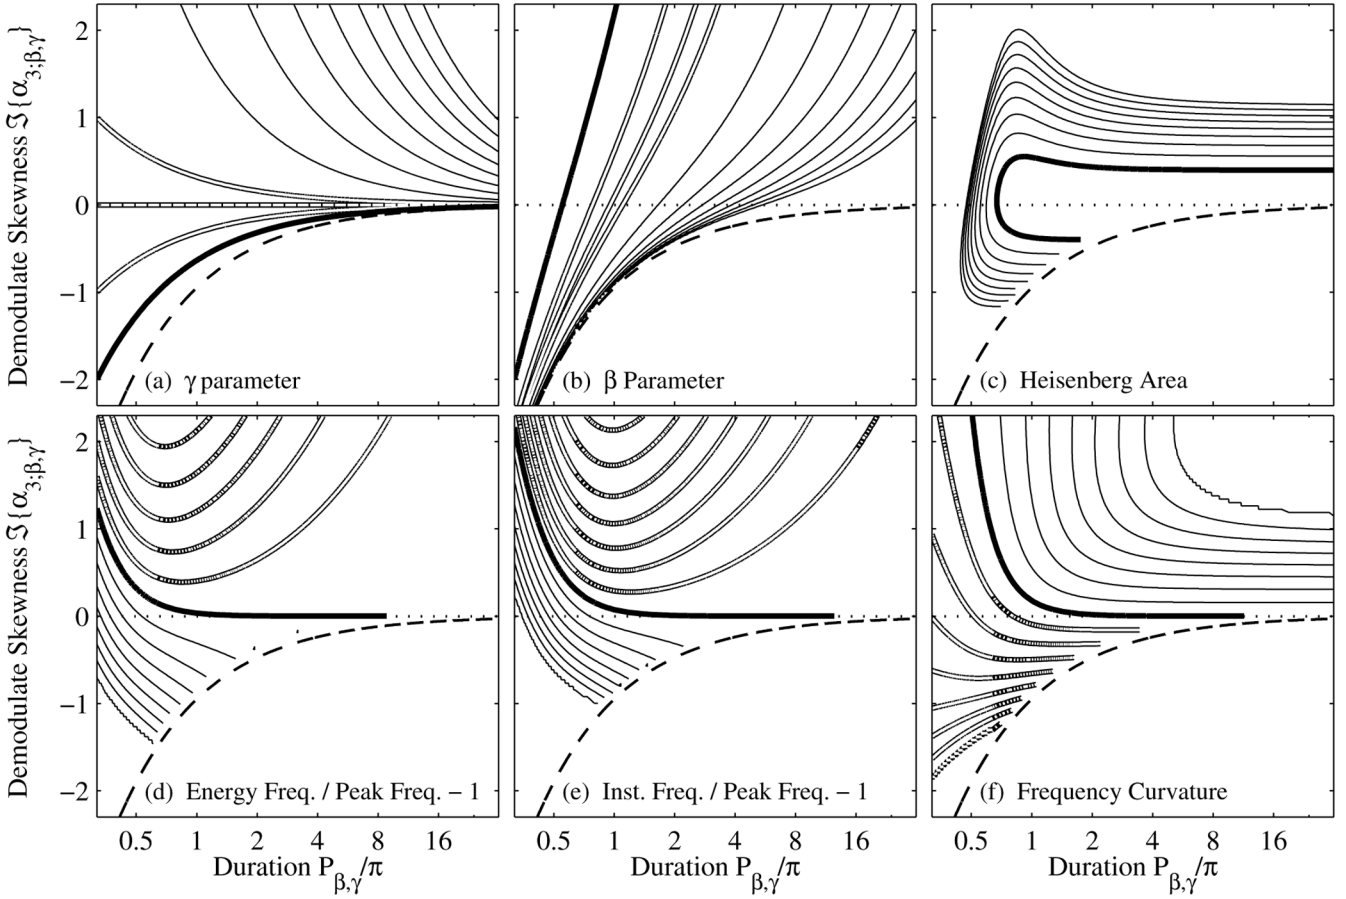 Demodulate Skewness ℑ{α3;β,γ}
2
1
0
−1
−2
(a) γ parameter
(b) β Parameter
(c) Heisenberg Area
Demodulate Skewness ℑ{α3;β,γ}
2
1
0
−1
−2
(d) Energy Freq. / Peak Freq. − 1
(e) Inst. Freq. / Peak Freq. − 1
(f) Frequency Curvature
0.5 1 2 4 8 16
0.5 1 2 4 8 16
0.5 1 2 4 8 16
Duration Pβ,γ/π
Duration Pβ,γ/π
Duration Pβ,γ/π